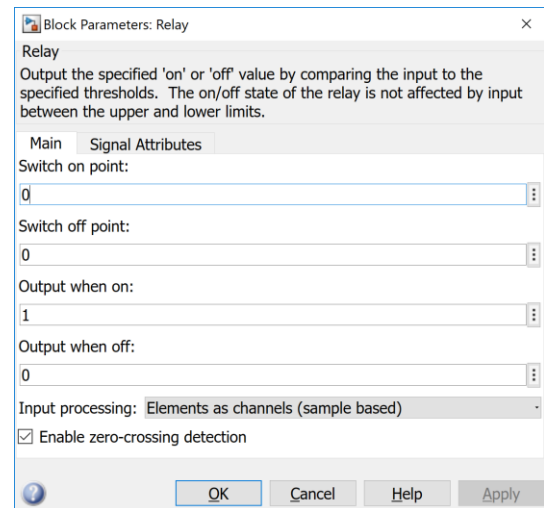 Block Parameters: Relay
Relay
Output the specified 'on' or 'off' value by comparing the input to the
specified thresholds.  The on/off state of the relay is not affected by input
between the upper and lower limits.
Main Signal Attributes
Switch on point:
0
Switch off point:
0
Output when on:
1
Output when off:
0
Input processing: Elements as channels (sample based)
Enable zero-crossing detection
OK Cancel Help Apply